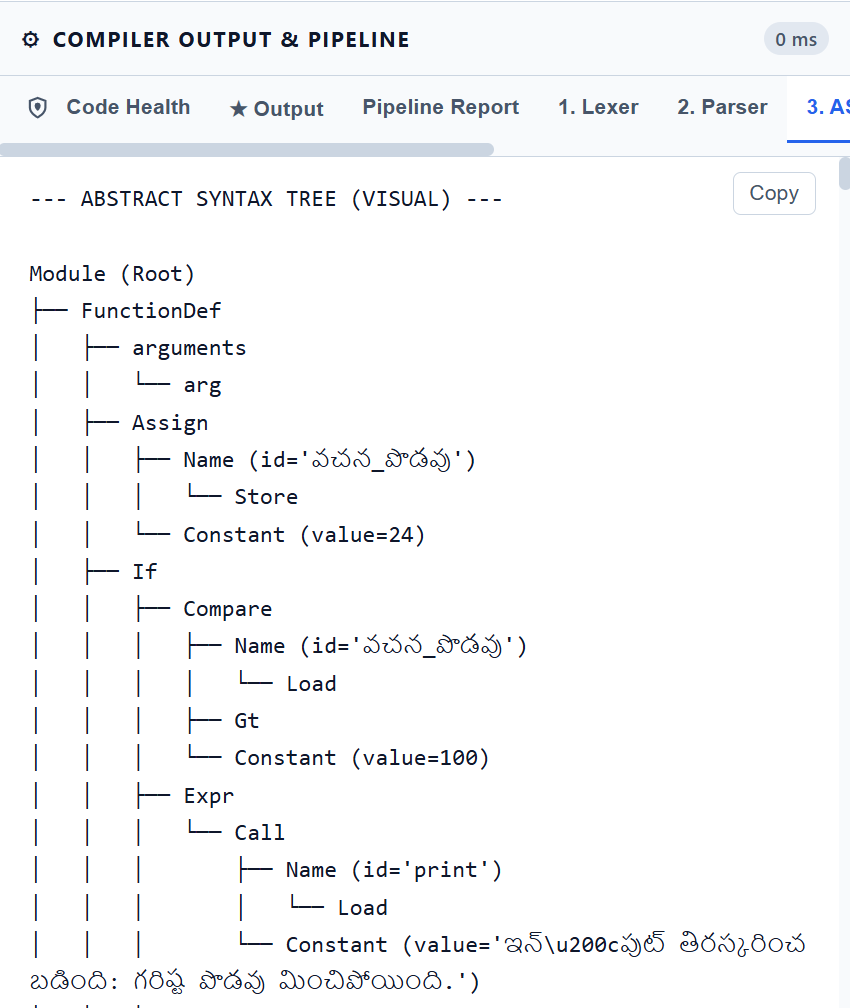 ⚙ COMPILER OUTPUT & PIPELINE
0 ms
Code Health ★ Output Pipeline Report 1. Lexer 2. Parser 3. AS
--- ABSTRACT SYNTAX TREE (VISUAL) ---
Copy
Module (Root)
├── FunctionDef
│   ├── arguments
│   │   └── arg
│   ├── Assign
│   │   ├── Name (id='వచన_పొడవు')
│   │   │   └── Store
│   │   └── Constant (value=24)
│   ├── If
│   │   ├── Compare
│   │   │   ├── Name (id='వచన_పొడవు')
│   │   │   │   └── Load
│   │   │   ├── Gt
│   │   │   └── Constant (value=100)
│   │   ├── Expr
│   │   │   └── Call
│   │   │       ├── Name (id='print')
│   │   │       │   └── Load
│   │   │       └── Constant (value='ఇన్\u200cపుట్ తిరస్కరించ
బడింది: గరిష్ట పొడవు మించిపోయింది.')